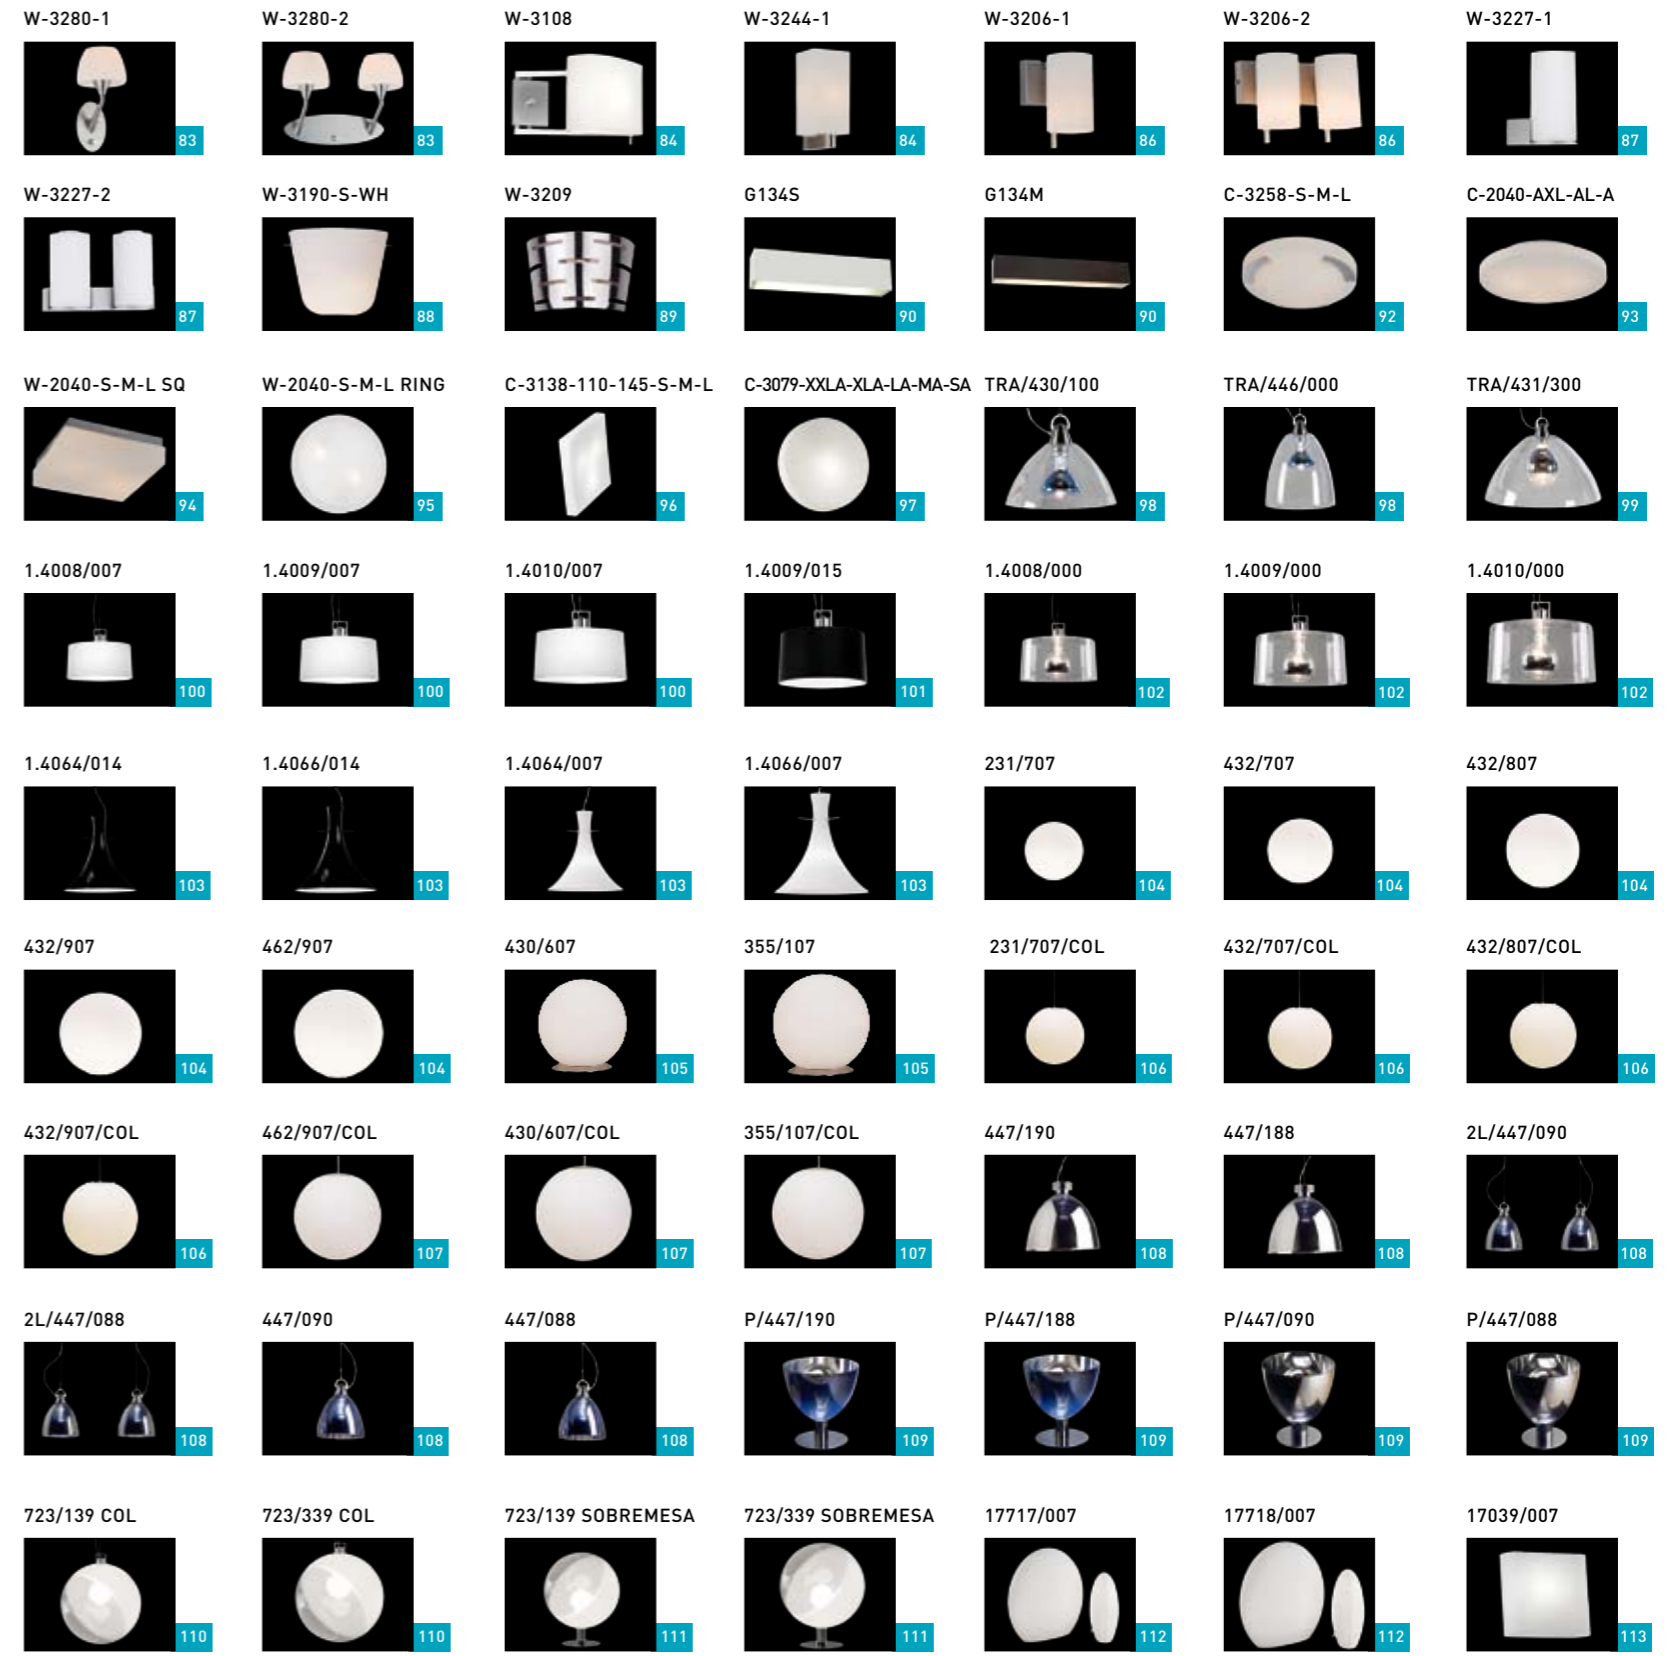 W-3280-1 W-3280-2 W-3108 W-3244-1 W-3206-1 W-3206-2 W-3227-1
83 83 84 84 86 86 87
W-3227-2 W-3190-S-WH W-3209 G134S G134M C-3258-S-M-L C-2040-AXL-AL-A
87 88 89 90 90 92 93
W-2040-S-M-L SQ W-2040-S-M-L RING C-3138-110-145-S-M-L C-3079-XXLA-XLA-LA-MA-SA TRA/430/100 TRA/446/000 TRA/431/300
94 95 96 97 98 98 99
1.4008/007 1.4009/007 1.4010/007 1.4009/015 1.4008/000 1.4009/000 1.4010/000
100 100 100 101 102 102 102
1.4064/014 1.4066/014 1.4064/007 1.4066/007 231/707 432/707 432/807
103 103 103 103 104 104 104
432/907 462/907 430/607 355/107 231/707/COL 432/707/COL 432/807/COL
104 104 105 105 106 106 106
432/907/COL 462/907/COL 430/607/COL 355/107/COL 447/190 447/188 2L/447/090
106 107 107 107 108 108 108
2L/447/088 447/090 447/088 P/447/190 P/447/188 P/447/090 P/447/088
108 108 108 109 109 109 109
723/139 COL 723/339 COL 723/139 SOBREMESA 723/339 SOBREMESA 17717/007 17718/007 17039/007
110 110 111 111 112 112 113